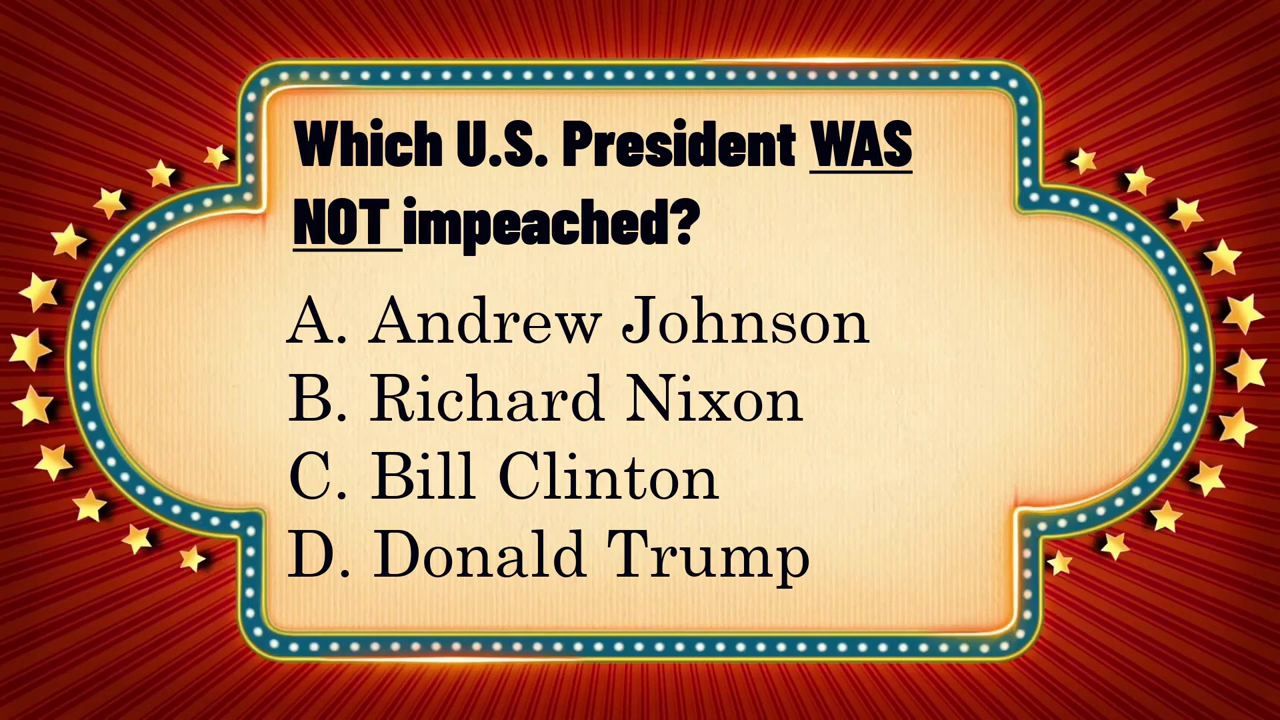 Which U.S. President WAS
NOT impeached?
A. Andrew Johnson
B. Richard Nixon
C. Bill Clinton
D. Donald Trump